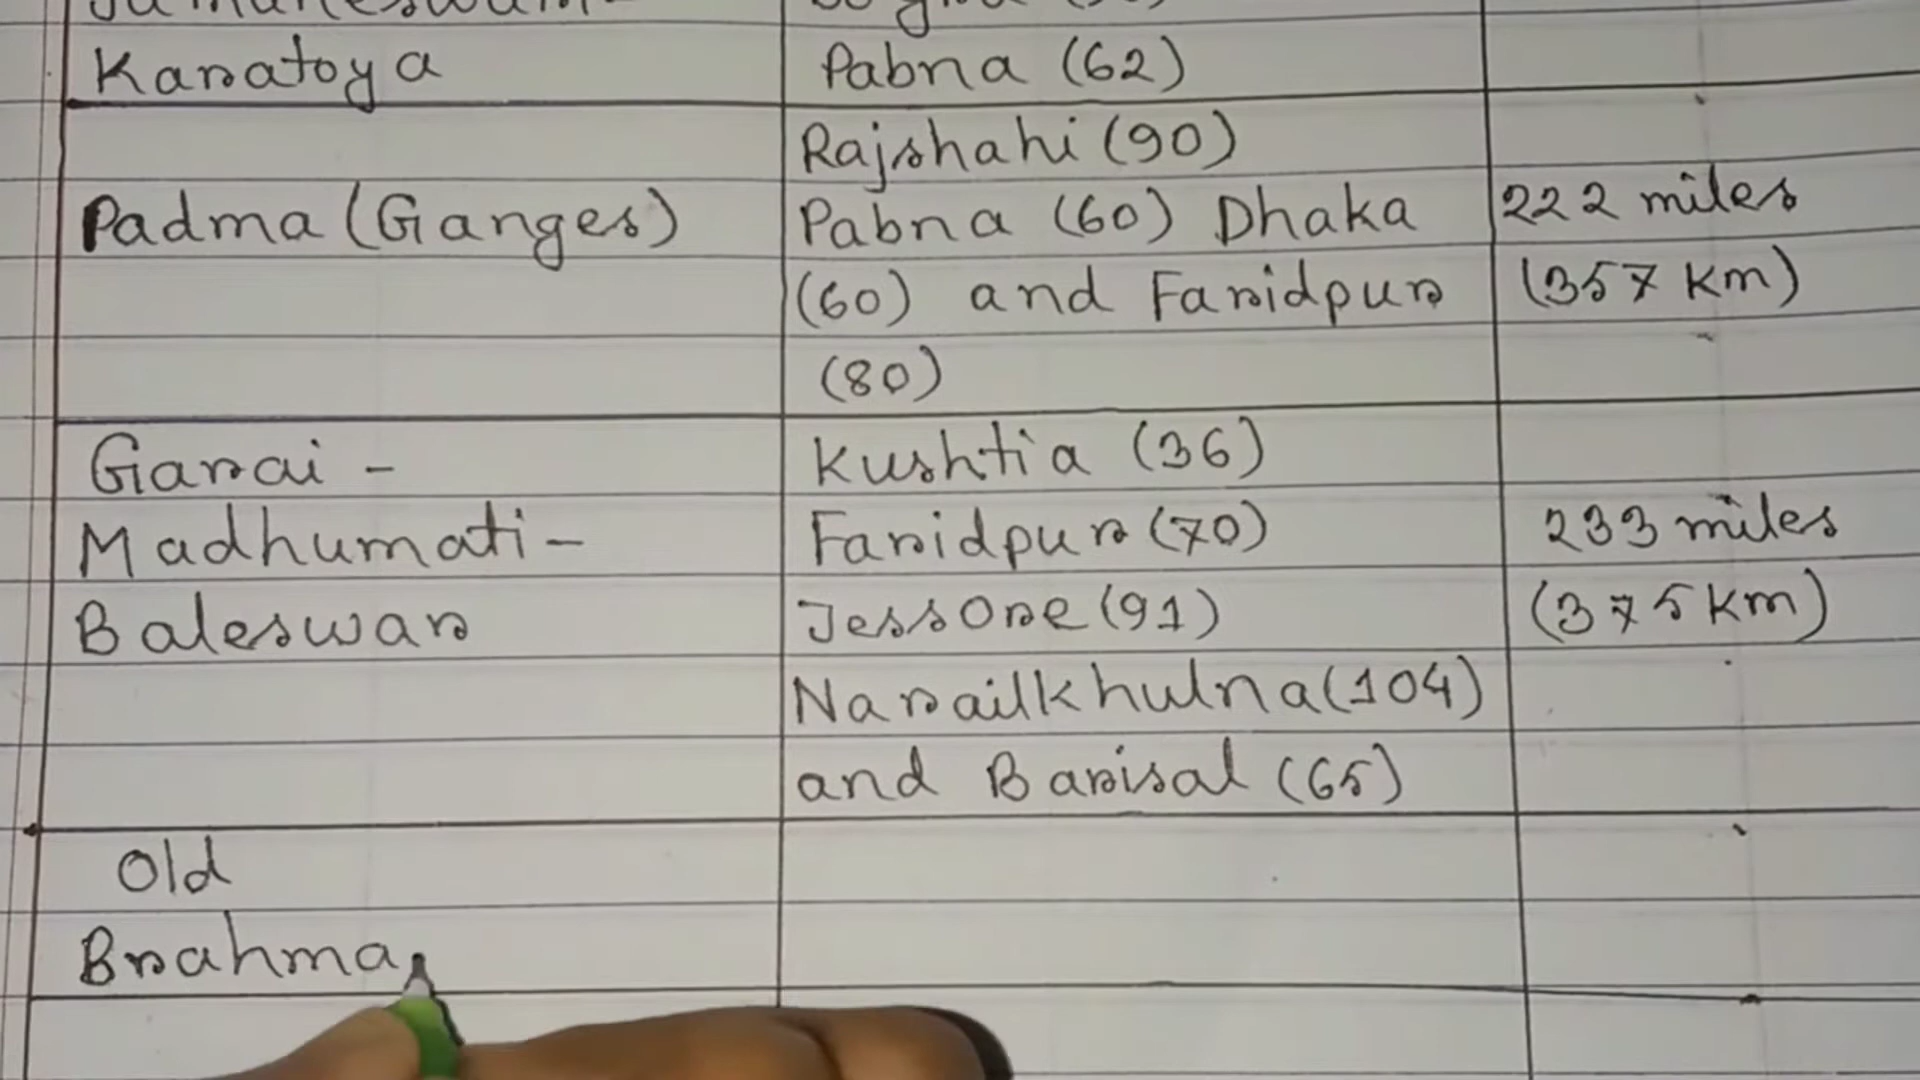 Karatoya Pabna (62)
Rajshahi (90)
Padma (Ganges) Pabna (60) Dhaka 222 miles
(60) and Faridpur (357 km)
(80)
Garai - Kushtia (36)
Madhumati - Faridpur (70) 233 miles
Baleswar Jessore (91) (375 km)
Narailkhulna (104)
and Barisal (65)
Old
Brahma